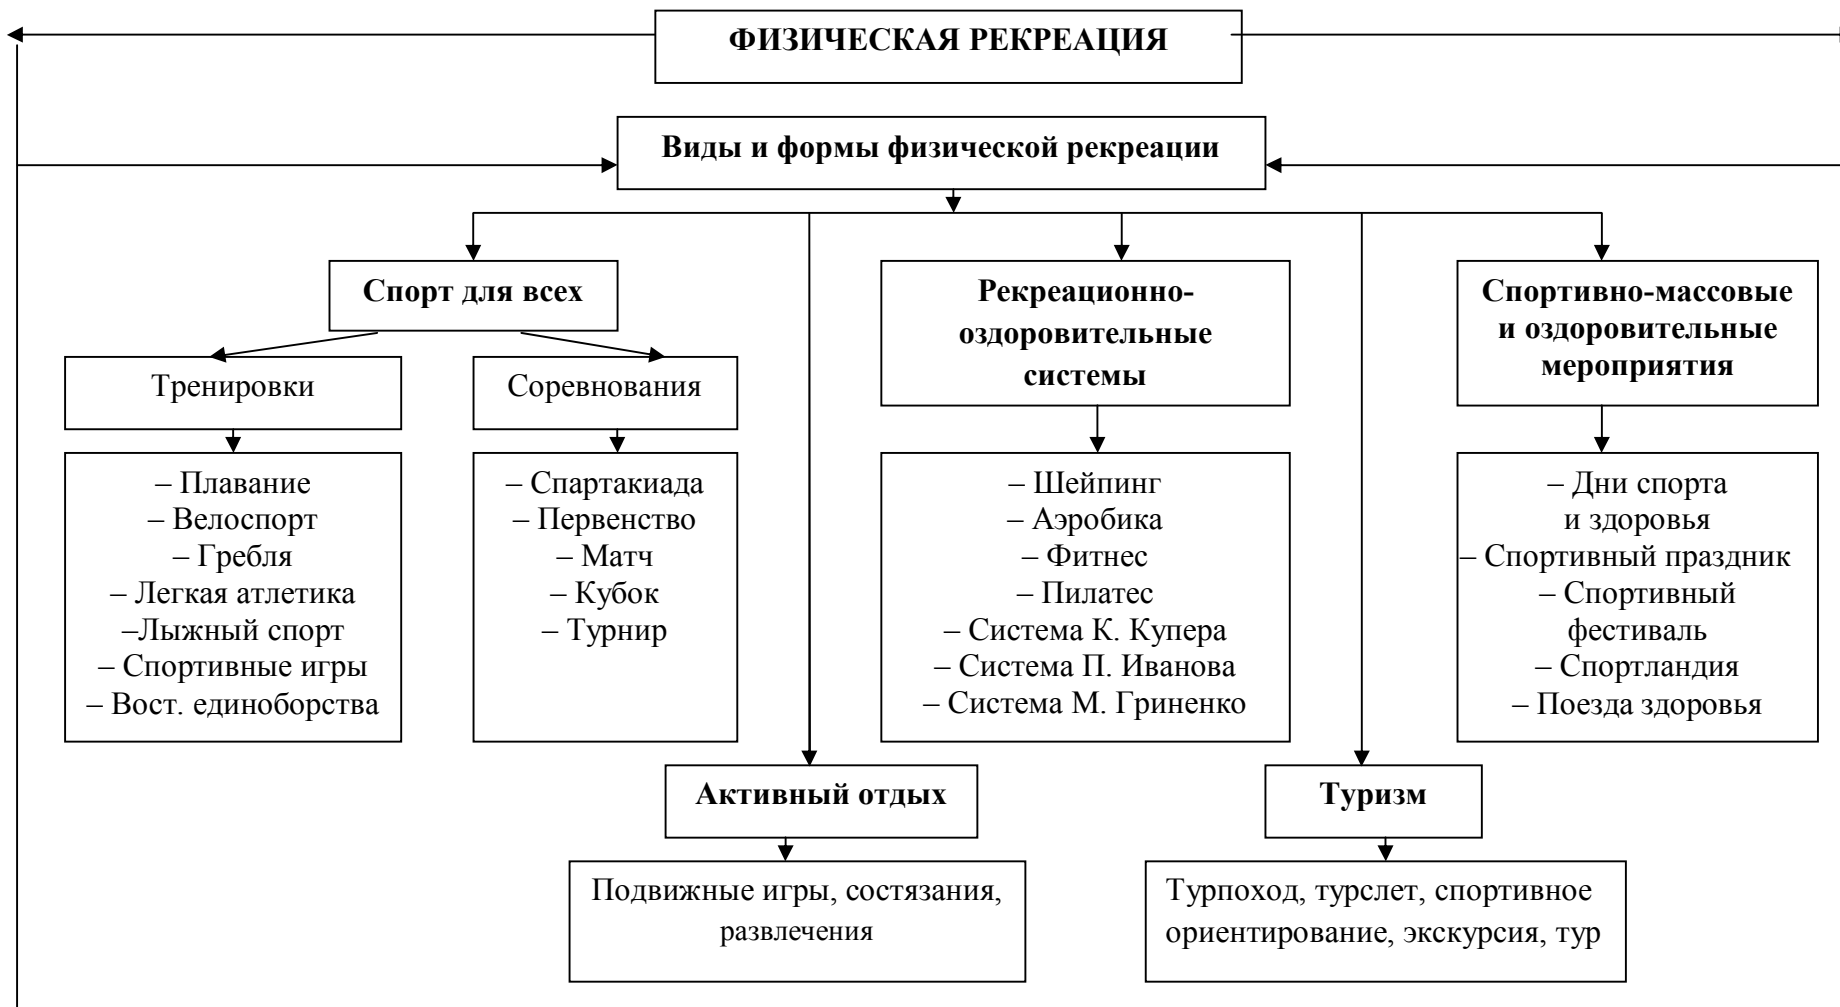 ФИЗИЧЕСКАЯ РЕКРЕАЦИЯ
Виды и формы физической рекреации
Спорт для всех
Рекреационно-
оздоровительные
системы
Спортивно-массовые
и оздоровительные
мероприятия
Тренировки
Соревнования
– Плавание
– Велоспорт
– Гребля
– Легкая атлетика
–Лыжный спорт
– Спортивные игры
– Вост. единоборства
– Спартакиада
– Первенство
– Матч
– Кубок
– Турнир
– Шейпинг
– Аэробика
– Фитнес
– Пилатес
– Система К. Купера
– Система П. Иванова
– Система М. Гриненко
– Дни спорта
и здоровья
– Спортивный праздник
– Спортивный
фестиваль
– Спортландия
– Поезда здоровья
Активный отдых
Туризм
Подвижные игры, состязания,
развлечения
Турпоход, турслет, спортивное
ориентирование, экскурсия, тур